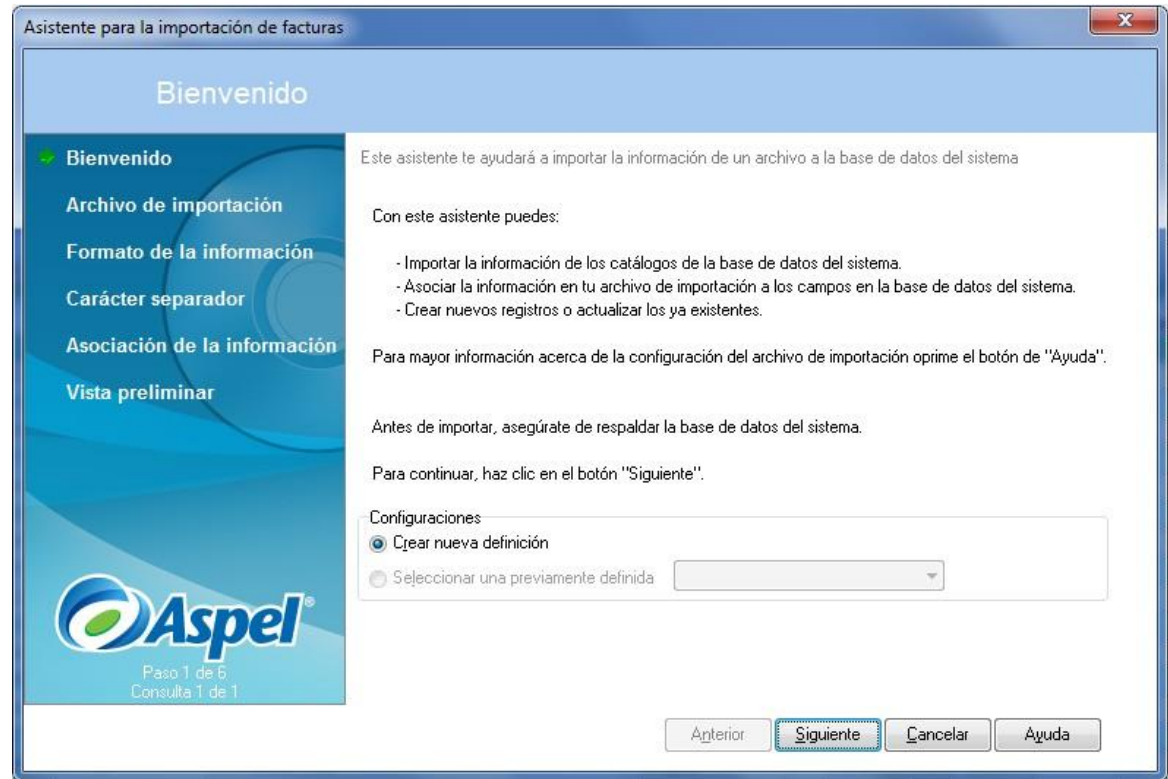 Asistente para la importación de facturas
Bienvenido
Bienvenido
Archivo de importación
Formato de la información
Carácter separador
Asociación de la información
Vista preliminar
Aspel®
Paso 1 de 6
Consulta 1 de 1
Este asistente te ayudará a importar la información de un archivo a la base de datos del sistema
Con este asistente puedes:
- Importar la información de los catálogos de la base de datos del sistema.
- Asociar la información en tu archivo de importación a los campos en la base de datos del sistema.
- Crear nuevos registros o actualizar los ya existentes.
Para mayor información acerca de la configuración del archivo de importación oprime el botón de "Ayuda".
Antes de importar, asegúrate de respaldar la base de datos del sistema.
Para continuar, haz clic en el botón "Siguiente".
Configuraciones
Crear nueva definición
Seleccionar una previamente definida
Anterior
Siguiente
Cancelar
Ayuda